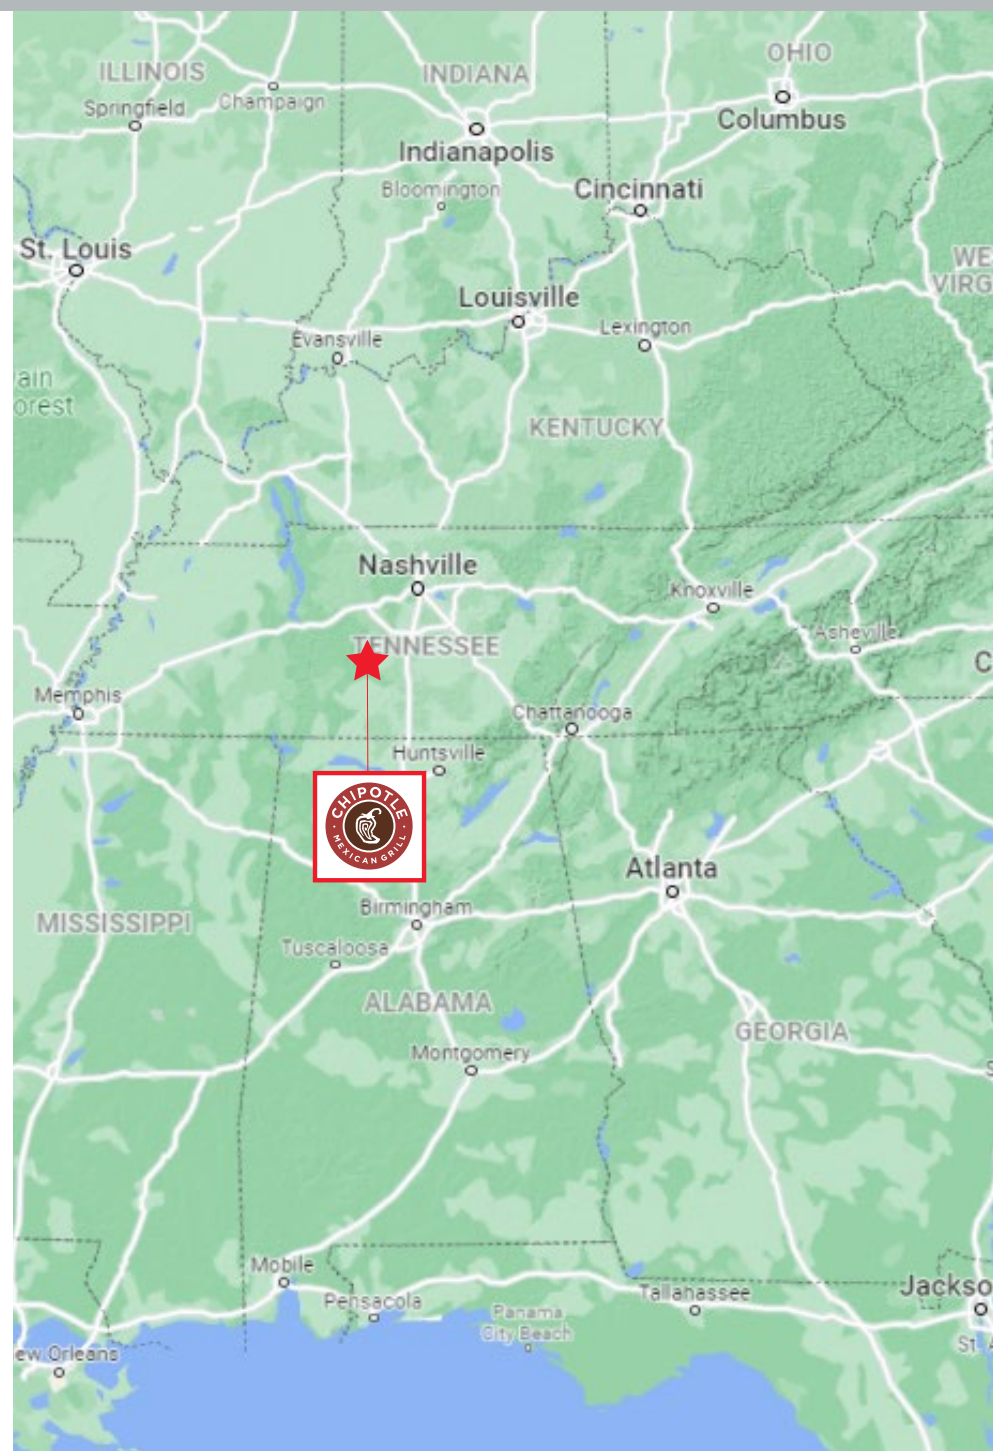 OHIO
ILLINOIS
INDIANA
Springfield
Champaign
Columbus
Indianapolis
Bloomington
Cincinnati
St. Louis
WE
VIRG
Louisville
Lexington
Evansville
ain
orest
KENTUCKY
Nashville
Knoxville
TENNESSEE
Asheville
C
Memphis
Chattanooga
Huntsville
CHIPOTLE
MEXICAN GRILL
Atlanta
Birmingham
MISSISSIPPI
Tuscaloosa
ALABAMA
GEORGIA
Montgomery
S
Mobile
Jackso
Tallahassee
Pensacola
Panama
City Beach
St. A
ew Orleans